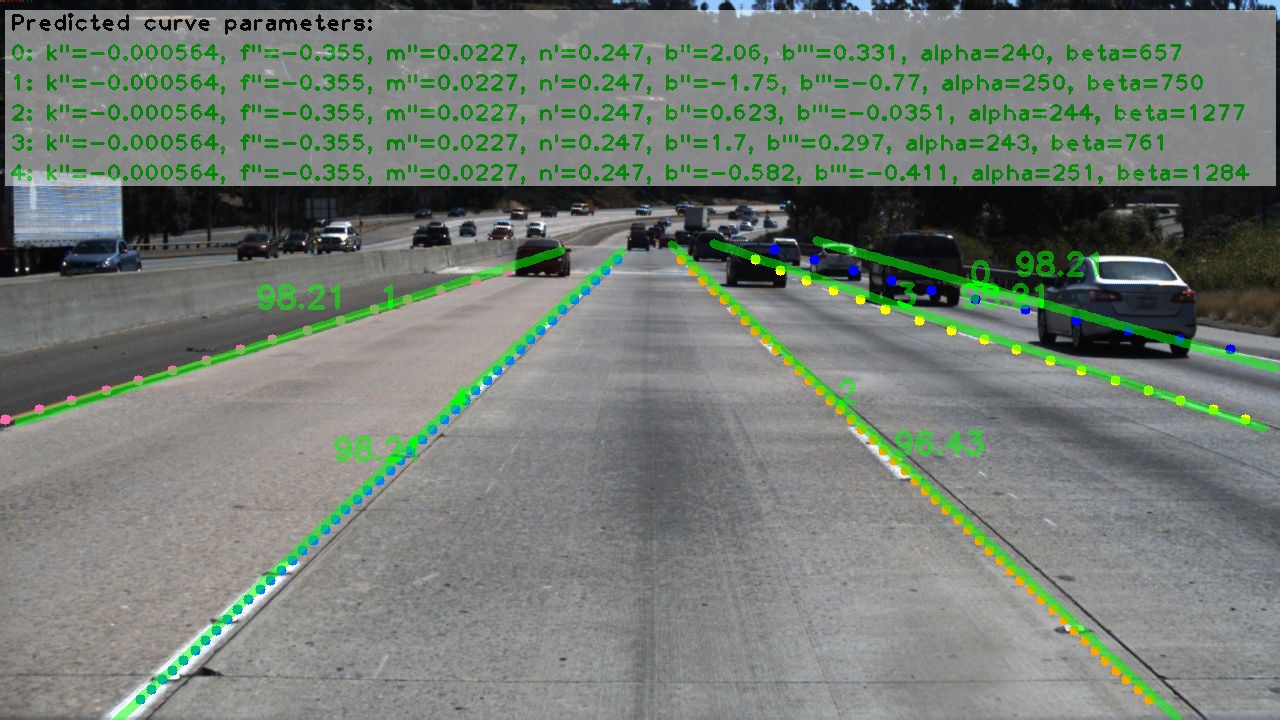 Predicted curve parameters:
0: k''=-0.000564, f''=-0.355, m''=0.0227, n'=0.247, b''=2.06, b'''=0.331, alpha=240, beta=657
1: k''=-0.000564, f''=-0.355, m''=0.0227, n'=0.247, b''=-1.75, b'''=-0.77, alpha=250, beta=750
2: k''=-0.000564, f''=-0.355, m''=0.0227, n'=0.247, b''=0.623, b'''=-0.0351, alpha=244, beta=1277
3: k''=-0.000564, f''=-0.355, m''=0.0227, n'=0.247, b''=1.7, b'''=0.297, alpha=243, beta=761
4: k''=-0.000564, f''=-0.355, m''=0.0227, n'=0.247, b''=-0.582, b'''=-0.411, alpha=251, beta=1284
0 98.21
98.21 1
3 98.21
2
98.21
98.43